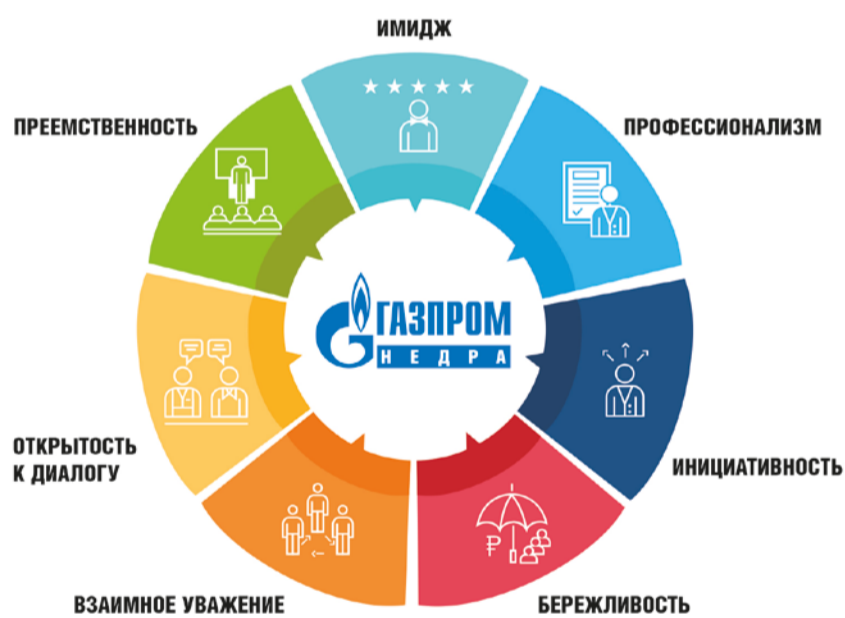 ИМИДЖ
ПРЕЕМСТВЕННОСТЬ
ПРОФЕССИОНАЛИЗМ
ГАЗПРОМ
НЕДРА
ОТКРЫТОСТЬ
К ДИАЛОГУ
ИНИЦИАТИВНОСТЬ
₽
ВЗАИМНОЕ УВАЖЕНИЕ
БЕРЕЖЛИВОСТЬ